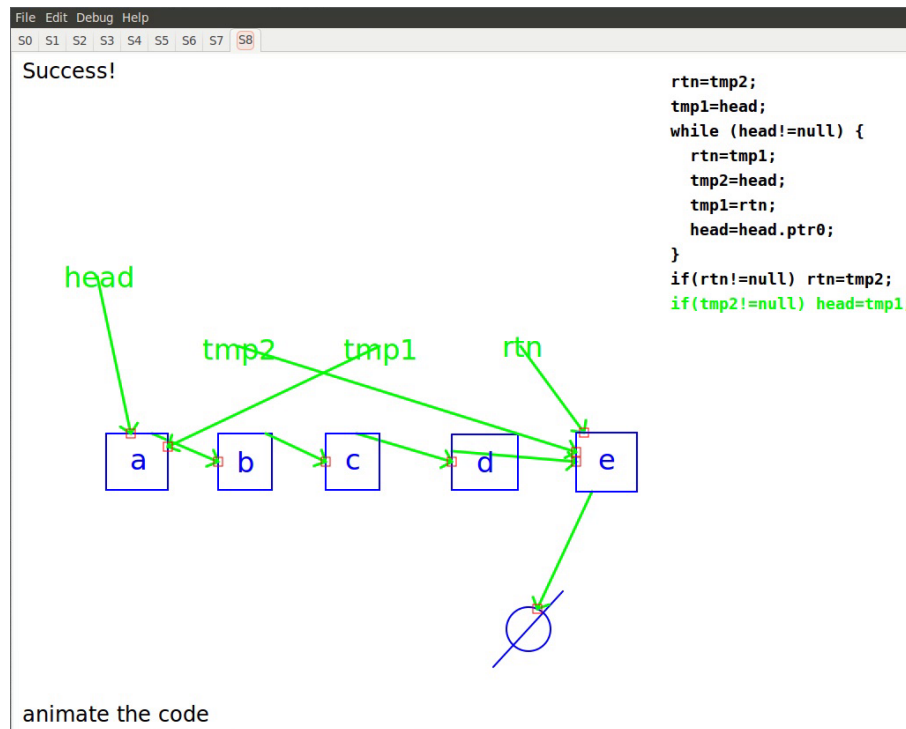 File Edit Debug Help
S0 S1 S2 S3 S4 S5 S6 S7 S8
Success!
rtn=tmp2;
tmp1=head;
while (head!=null) {
rtn=tmp1;
tmp2=head;
tmp1=rtn;
head=head.ptr0;
}
if(rtn!=null) rtn=tmp2;
if(tmp2!=null) head=tmp1
head
tmp2 tmp1 rtn
a b c d e
animate the code